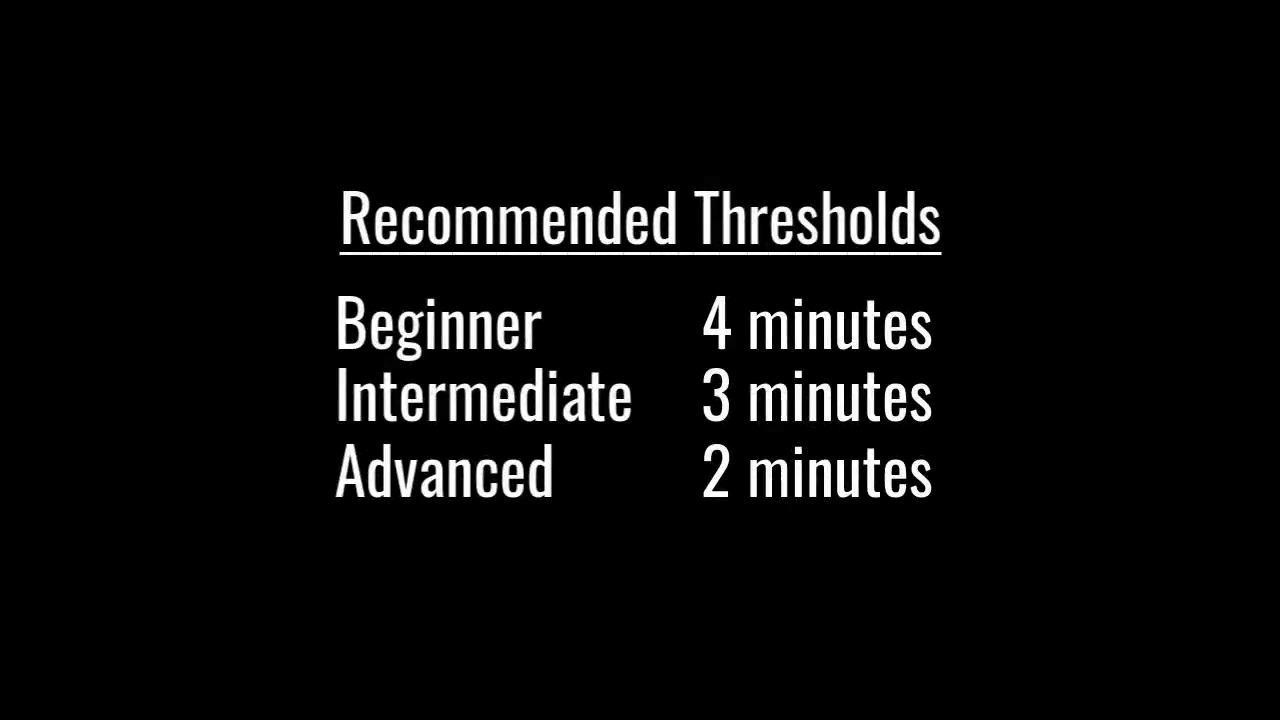 Recommended Thresholds
Beginner 4 minutes
Intermediate 3 minutes
Advanced 2 minutes